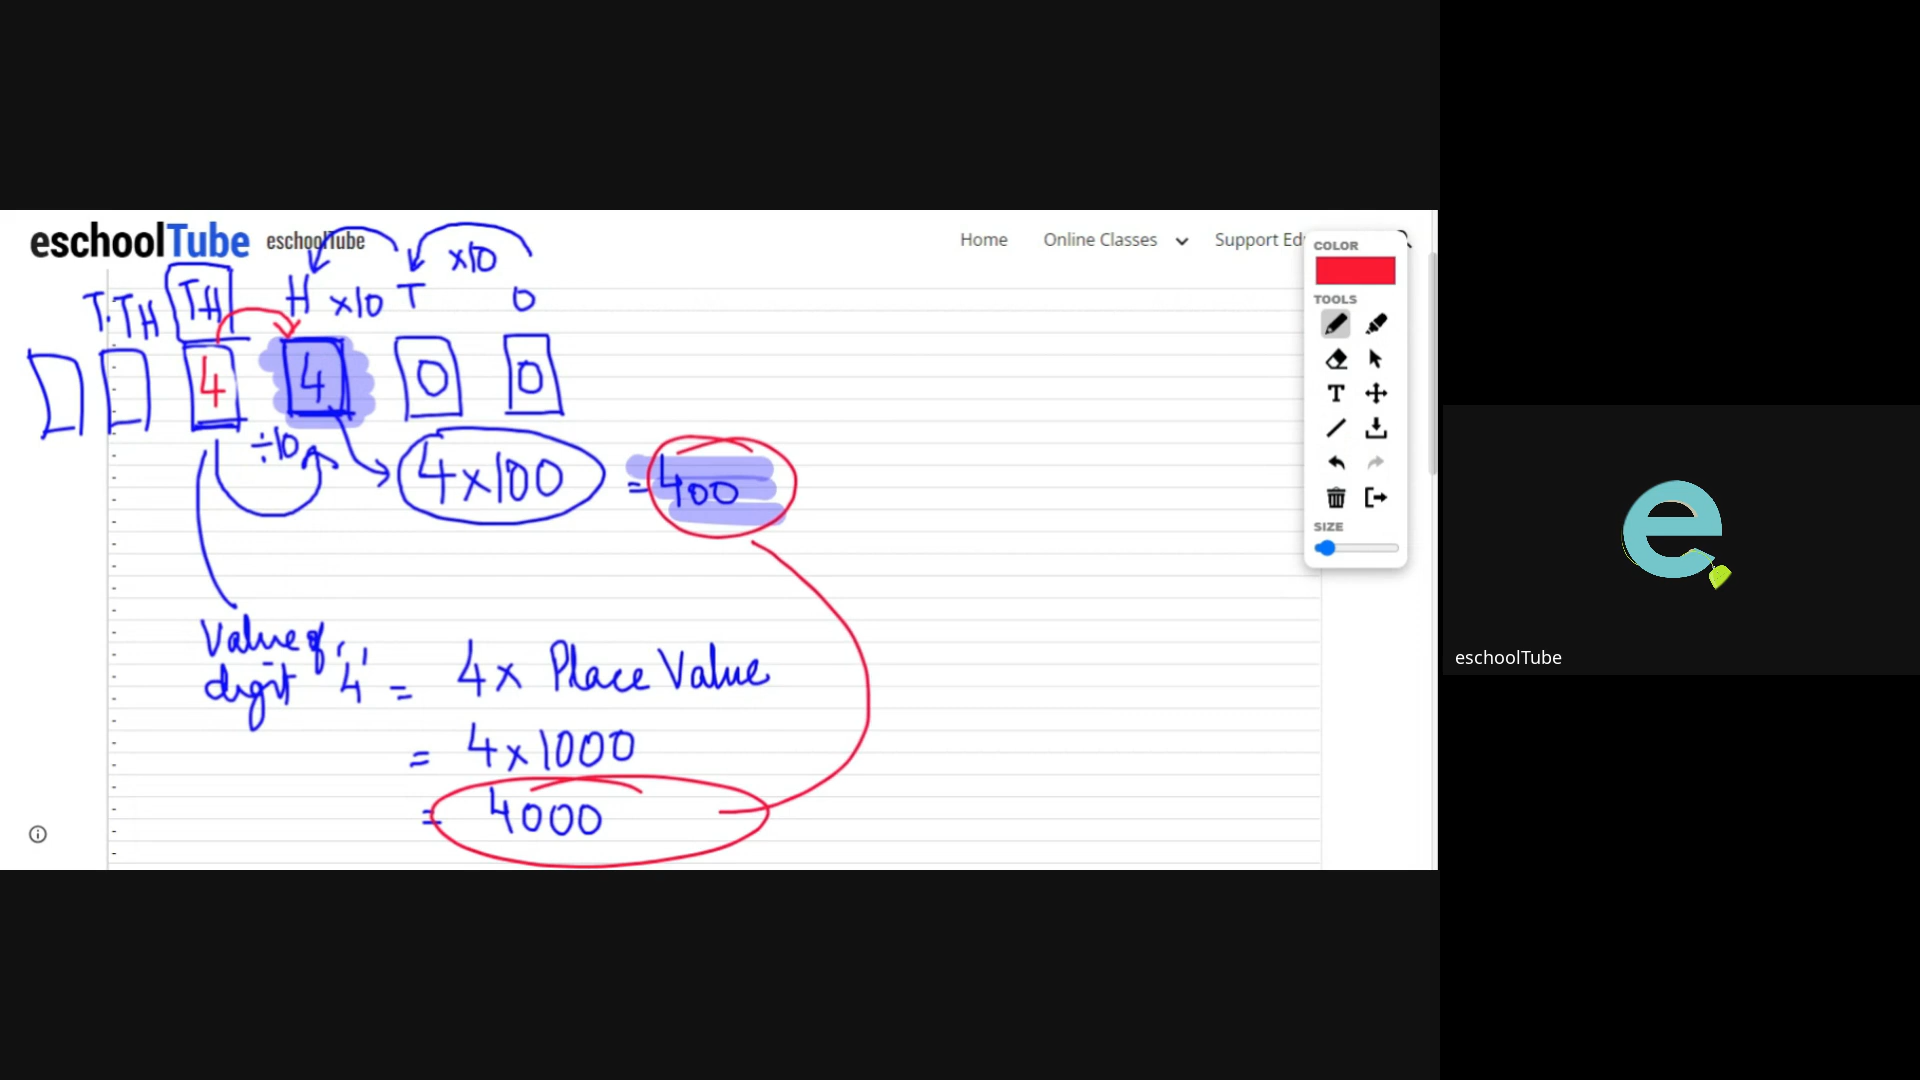 eschoolTube eschoolTube Home Online Classes Support Ed
x10
T.TH TH H x10 T O
4 4 0 0
÷10
4x100 = 400
Value of
digit '4' = 4x Place Value
= 4x1000
= 4000
COLOR
TOOLS
T
SIZE
eschoolTube